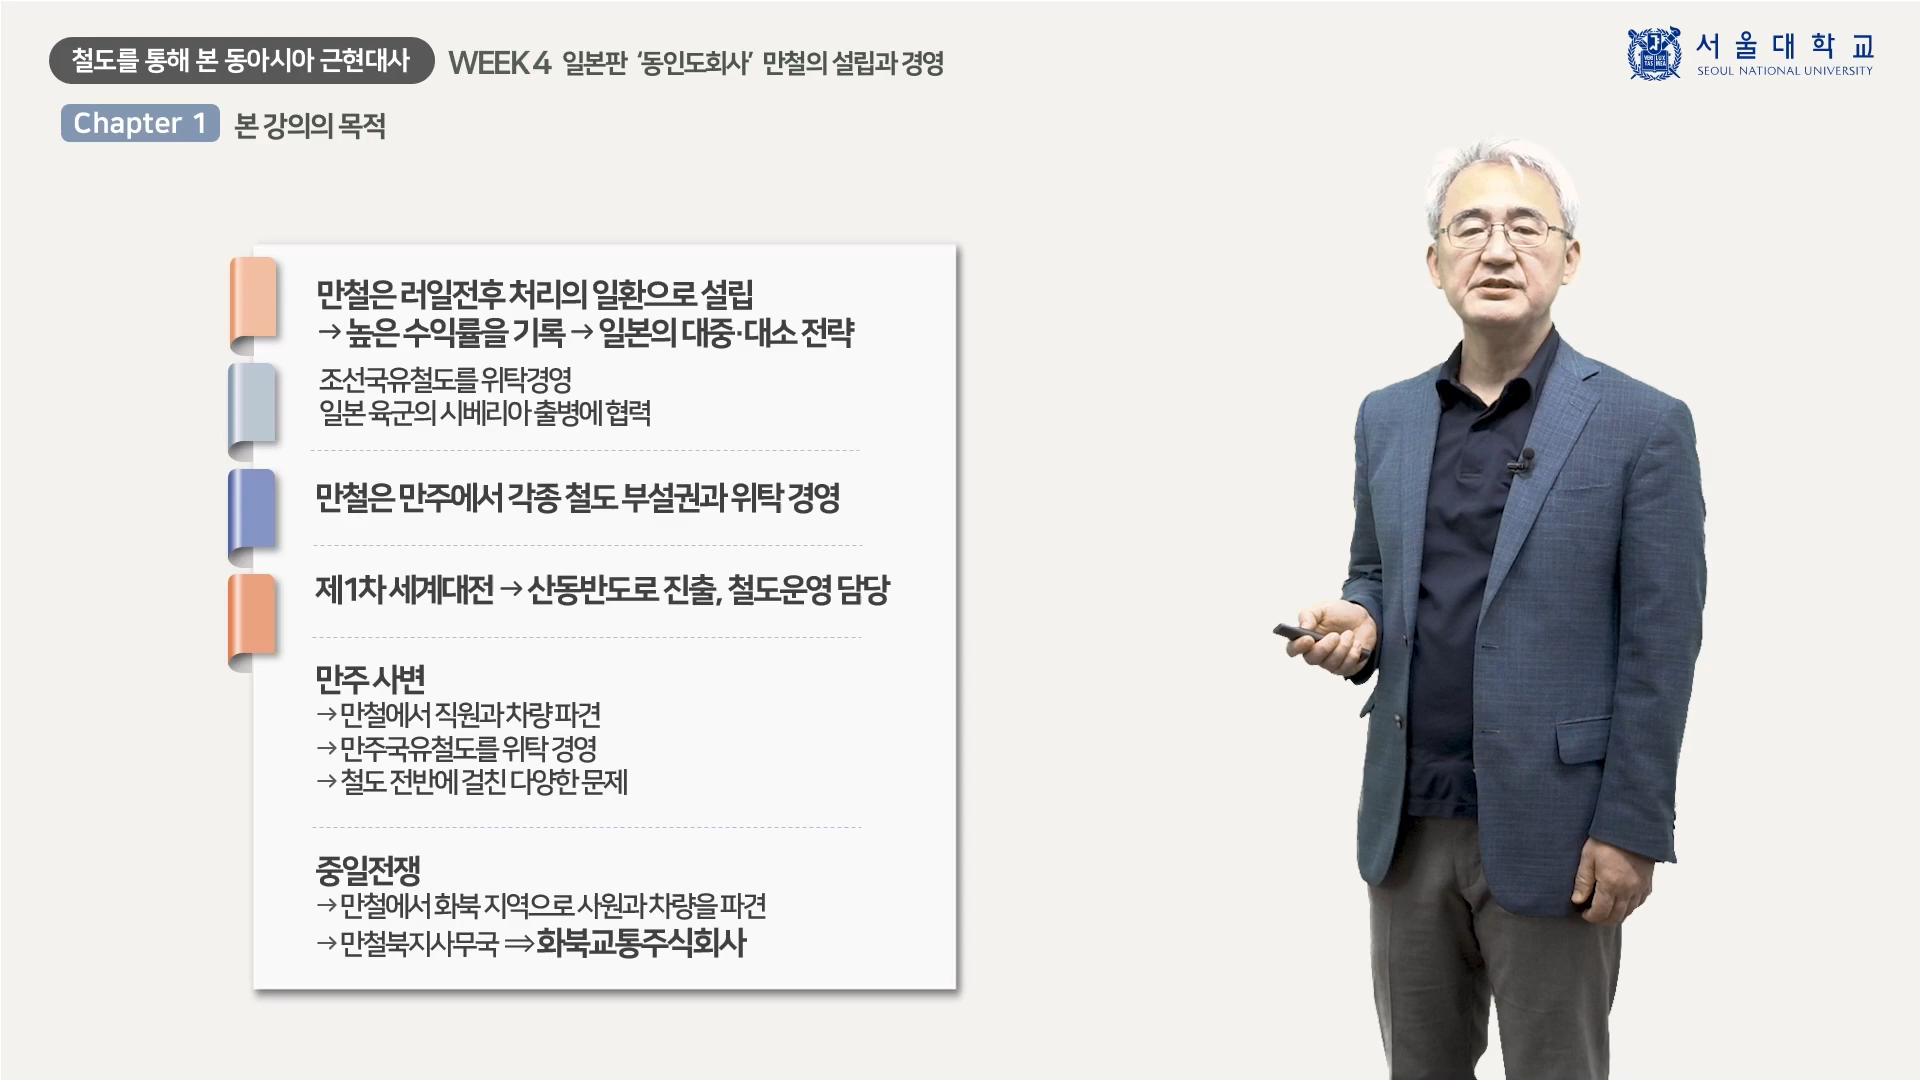 철도를 통해 본 동아시아 근현대사 WEEK 4 일본판 ‘동인도회사’ 만철의 설립과 경영
서울대학교
SEOUL NATIONAL UNIVERSITY
Chapter 1 본 강의의 목적
만철은 러일전후 처리의 일환으로 설립
→ 높은 수익률을 기록 → 일본의 대중·대소 전략
조선국유철도를 위탁경영
일본 육군의 시베리아 출병에 협력
만철은 만주에서 각종 철도 부설권과 위탁 경영
제1차 세계대전 → 산동반도로 진출, 철도운영 담당
만주 사변
→ 만철에서 직원과 차량 파견
→ 만주국유철도를 위탁 경영
→ 철도 전반에 걸친 다양한 문제
중일전쟁
→ 만철에서 화북 지역으로 사원과 차량을 파견
→ 만철북지사무국 ⇒ 화북교통주식회사